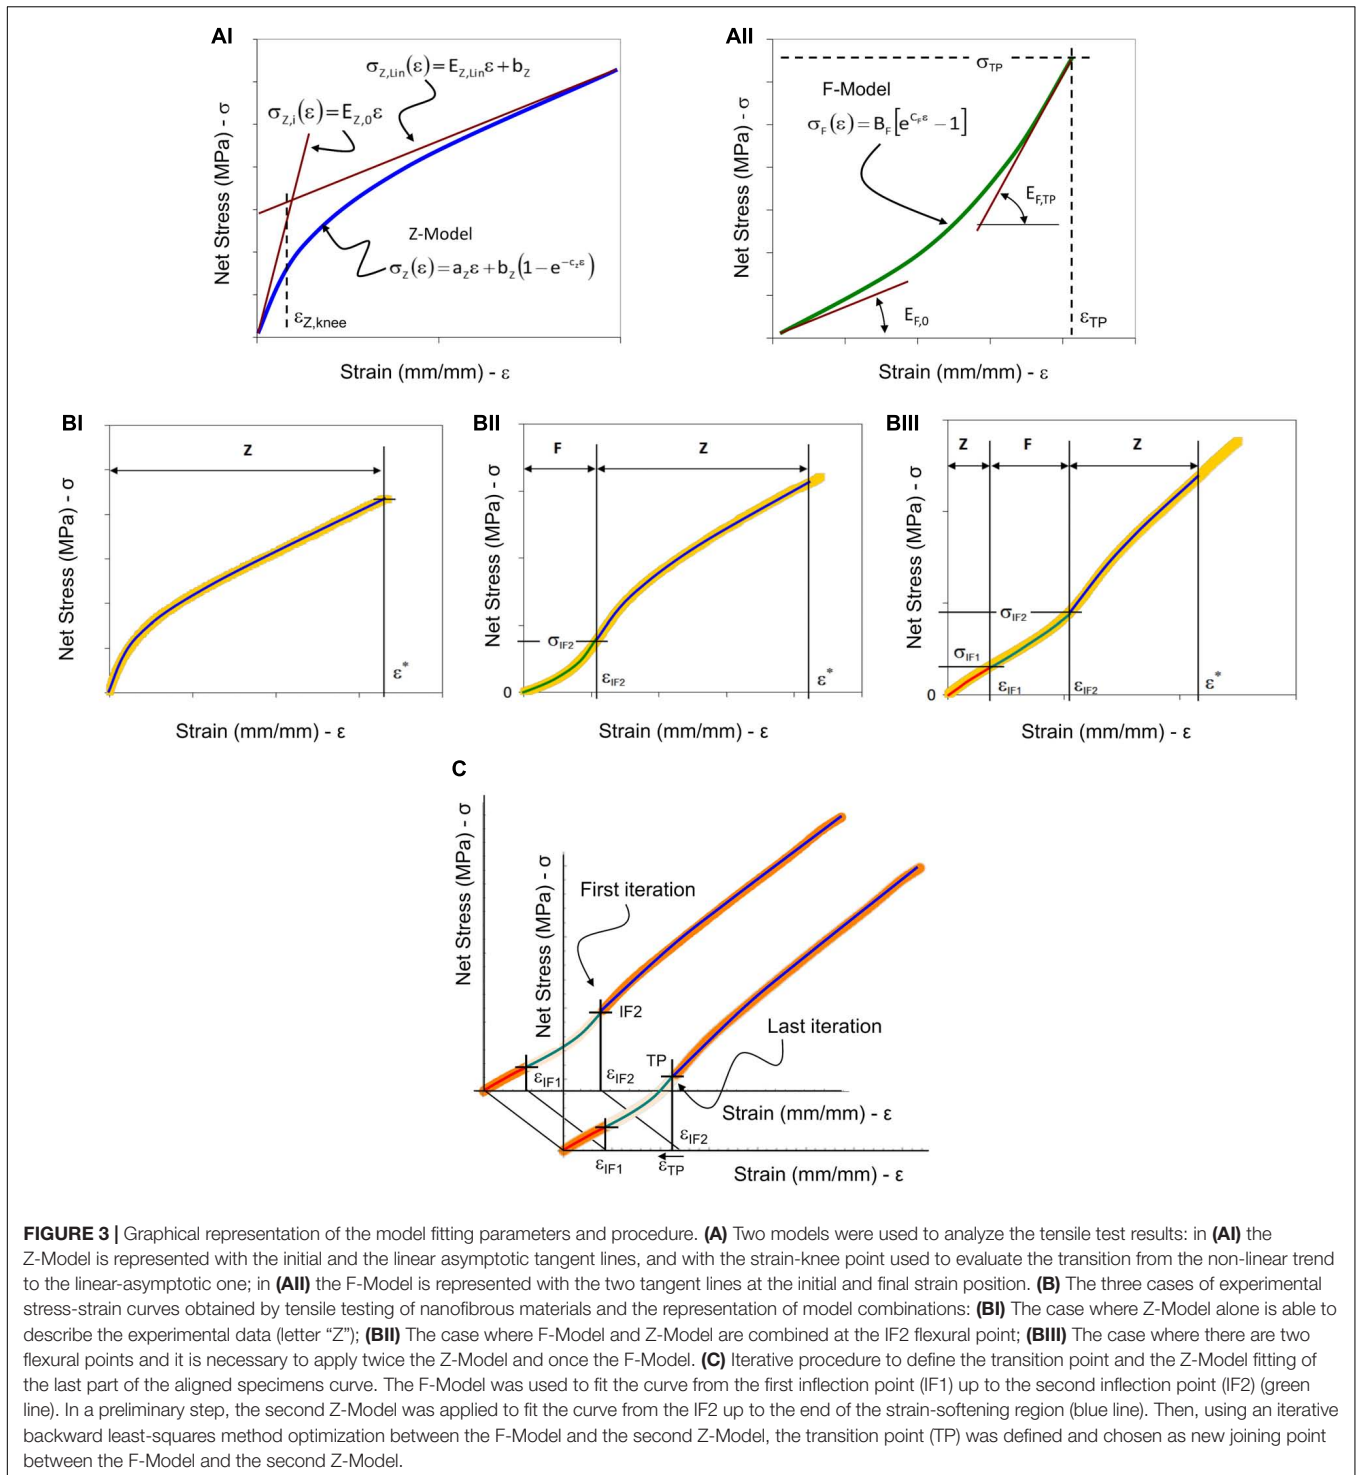 AI
σZ,Lin(ε)=EZ,Linε+bZ
σZ,i(ε)=EZ,0ε
Z-Model
σZ(ε)=aZε+bZ(1−e−cZε)
εZ,knee
Net Stress (MPa) - σ
Strain (mm/mm) - ε
AII
σTP
F-Model
σF(ε)=BF[eCFε−1]
EF,TP
EF,0
εTP
Net Stress (MPa) - σ
Strain (mm/mm) - ε
BI
Z
ε*
Net Stress (MPa) - σ
Strain (mm/mm) - ε
BII
F
Z
σIF2
εIF2
ε*
0
Net Stress (MPa) - σ
Strain (mm/mm) - ε
BIII
Z
F
Z
σIF2
σIF1
εIF1
εIF2
ε*
0
Net Stress (MPa) - σ
Strain (mm/mm) - ε
C
Net Stress (MPa) - σ
Net Stress (MPa) - σ
First iteration
IF2
Last iteration
TP
εIF1
εIF2
Strain (mm/mm) - ε
εIF2
εIF1
εTP
Strain (mm/mm) - ε
FIGURE 3 | Graphical representation of the model fitting parameters and procedure. (A) Two models were used to analyze the tensile test results: in (AI) the
Z-Model is represented with the initial and the linear asymptotic tangent lines, and with the strain-knee point used to evaluate the transition from the non-linear trend
to the linear-asymptotic one; in (AII) the F-Model is represented with the two tangent lines at the initial and final strain position. (B) The three cases of experimental
stress-strain curves obtained by tensile testing of nanofibrous materials and the representation of model combinations: (BI) The case where Z-Model alone is able to
describe the experimental data (letter “Z”); (BII) The case where F-Model and Z-Model are combined at the IF2 flexural point; (BIII) The case where there are two
flexural points and it is necessary to apply twice the Z-Model and once the F-Model. (C) Iterative procedure to define the transition point and the Z-Model fitting of
the last part of the aligned specimens curve. The F-Model was used to fit the curve from the first inflection point (IF1) up to the second inflection point (IF2) (green
line). In a preliminary step, the second Z-Model was applied to fit the curve from the IF2 up to the end of the strain-softening region (blue line). Then, using an iterative
backward least-squares method optimization between the F-Model and the second Z-Model, the transition point (TP) was defined and chosen as new joining point
between the F-Model and the second Z-Model.